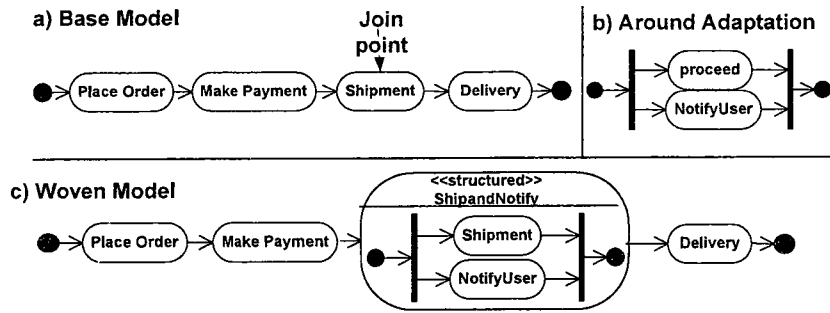 a) Base Model
Join
point
Place Order
Make Payment
Shipment
Delivery
b) Around Adaptation
proceed
NotifyUser
c) Woven Model
<<structured>>
ShipandNotify
Place Order
Make Payment
Shipment
NotifyUser
Delivery